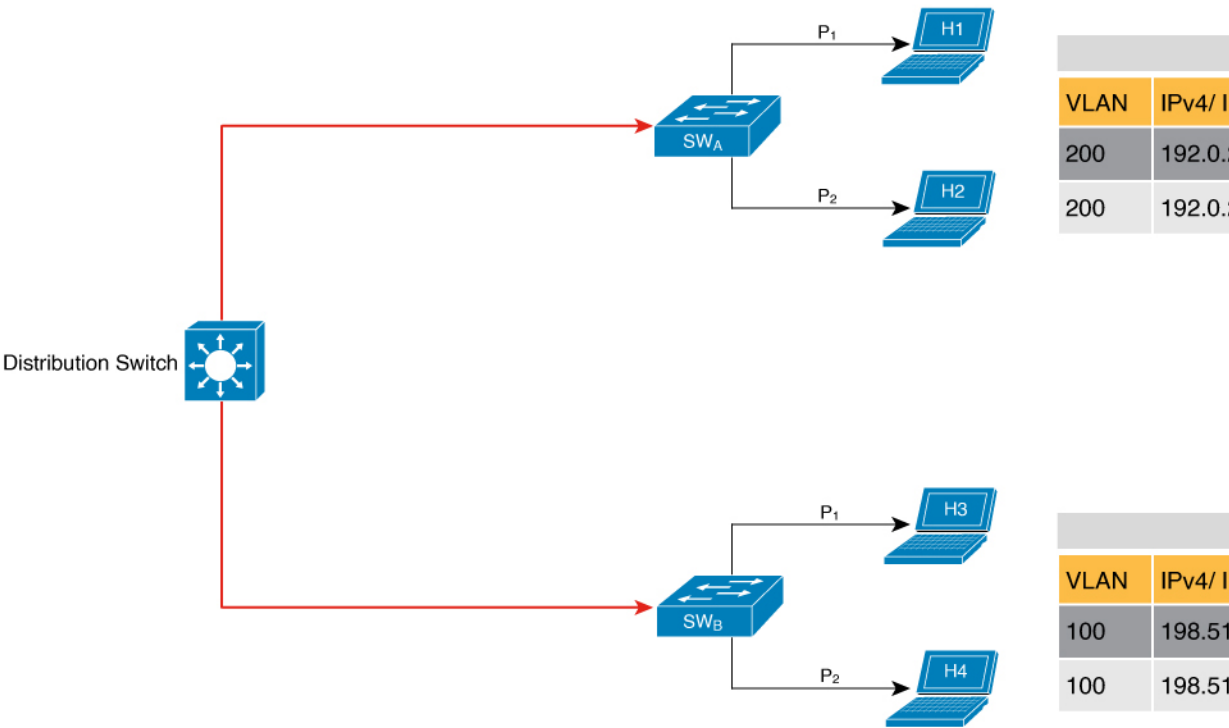 P₁
H1
SWA
P₂
H2
VLAN IPv4/ I
200 192.0.
200 192.0.
Distribution Switch
P₁
H3
SWB
P₂
H4
VLAN IPv4/ I
100 198.51
100 198.51